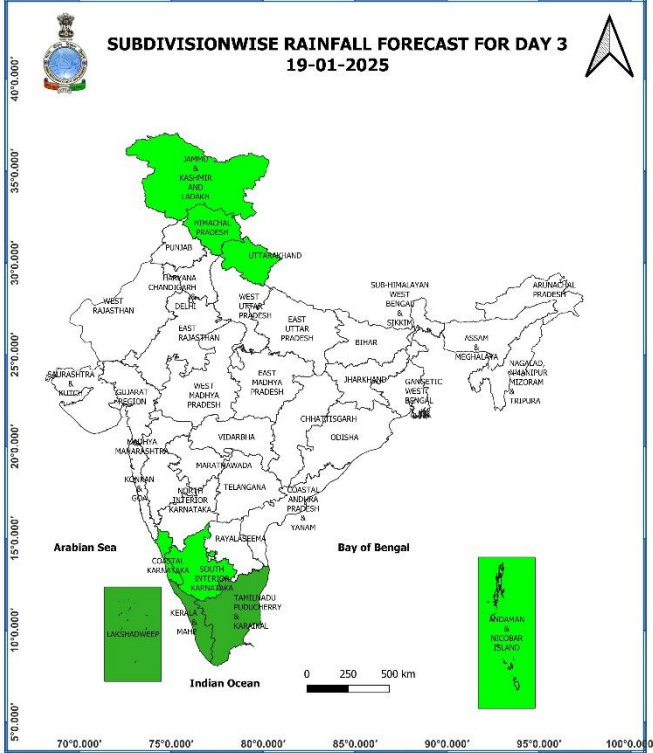 SUBDIVISIONWISE RAINFALL FORECAST FOR DAY 3
19-01-2025
40°0.000'
35°0.000'
30°0.000'
25°0.000'
20°0.000'
15°0.000'
10°0.000'
5°0.000'
JAMMU
&
KASHMIR
AND
LADAKH
HIMACHAL
PRADESH
UTTARAKHAND
PUNJAB
HARYANA
CHANDIGARH
&
DELHI
WEST
RAJASTHAN
WEST
UTTAR
PRADESH
EAST
UTTAR
PRADESH
EAST
RAJASTHAN
SUB-HIMALAYAN
WEST
BENGAL
&
SIKKIM
ARUNACHAL
PRADESH
BIHAR
ASSAM
&
MEGHALAYA
NAGALAD,
MANIPUR
MIZORAM
&
TRIPURA
SAURASHTRA
&
KUTCH
GUJARAT
REGION
WEST
MADHYA
PRADESH
EAST
MADHYA
PRADESH
JHARKHAND
GANGETIC
WEST
BENGAL
CHHATTISGARH
ODISHA
VIDARBHA
MADHYA
MAHARASHTRA
MARATHAWADA
KONKAN
&
GOA
NORTH
INTERIOR
KARNATAKA
TELANGANA
COASTAL
ANDHRA
PRADESH
&
YANAM
RAYALASEEMA
Arabian Sea
Bay of Bengal
COASTAL
KARNATAKA
SOUTH
INTERIOR
KARNATAKA
TAMILNADU
PUDUCHERRY
&
KARAIKAL
KERALA
&
MAHE
LAKSHADWEEP
ANDAMAN
&
NICOBAR
ISLAND
Indian Ocean
0 250 500 km
70°0.000' 75°0.000' 80°0.000' 85°0.000' 90°0.000' 95°0.000' 100°0.000'